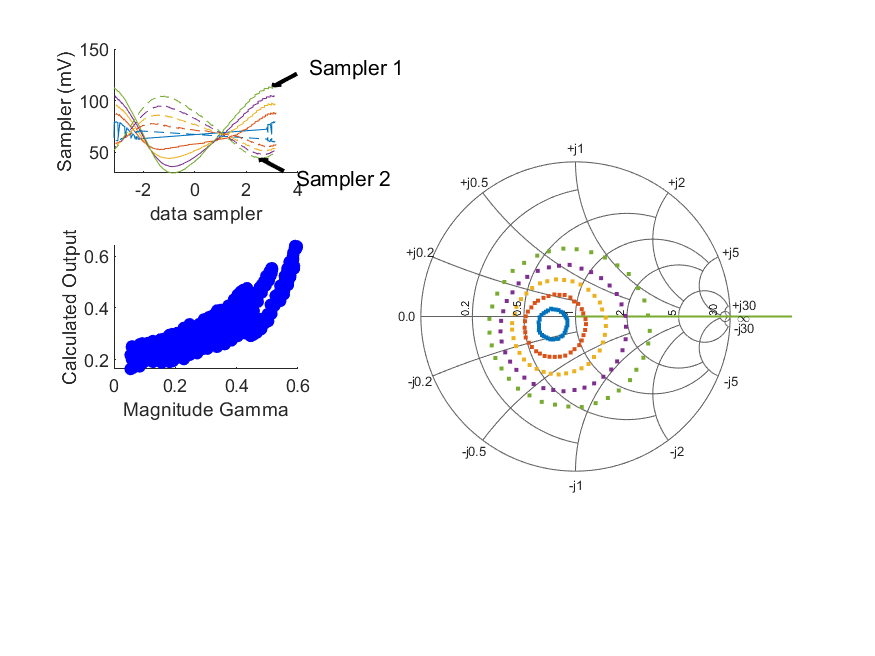 150
100
50
Sampler (mV)
-2
0
2
4
data sampler
Sampler 1
Sampler 2
0.6
0.4
0.2
Calculated Output
0
0.2
0.4
0.6
Magnitude Gamma
+j1
+j0.5
+j2
+j0.2
+j5
0.0
0.2
0.5
1
2
5
30
+j30
-j30
-j0.2
-j5
-j0.5
-j2
-j1